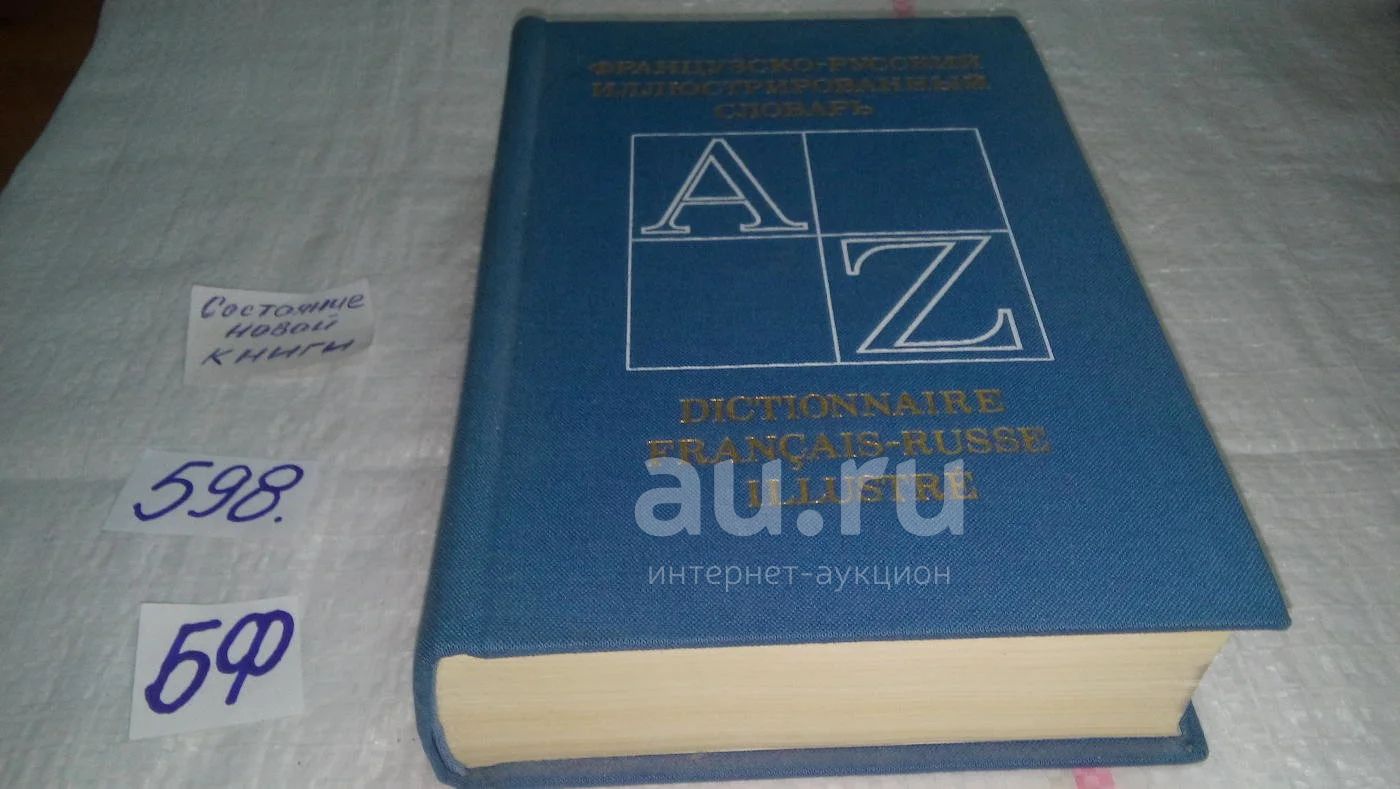 ФРАНЦУЗСКО-РУССКИЙ
ИЛЛЮСТРИРОВАННЫЙ
СЛОВАРЬ
A
Z
DICTIONNAIRE
FRANÇAIS-RUSSE
ILLUSTRÉ
au.ru
интернет-аукцион
Состояние
новой
книги
598.
БФ